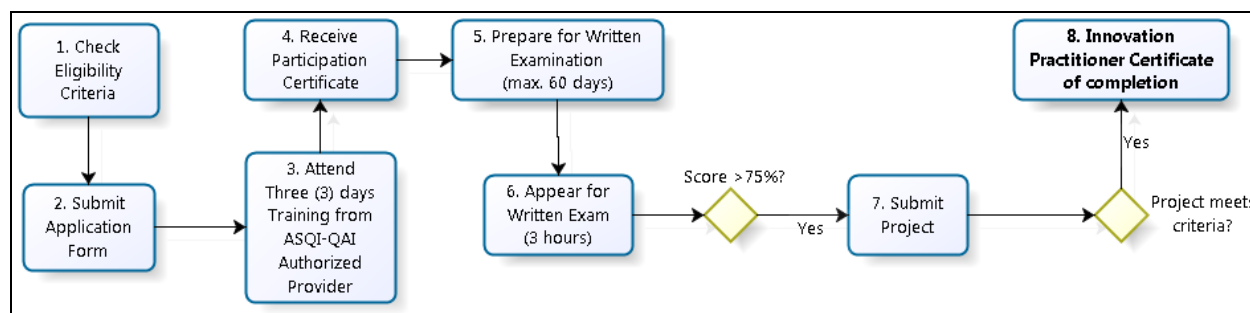 1. Check
Eligibility
Criteria
2. Submit
Application
Form
3. Attend
Three (3) days
Training from
ASQI-QAI
Authorized
Provider
4. Receive
Participation
Certificate
5. Prepare for Written
Examination
(max. 60 days)
6. Appear for
Written Exam
(3 hours)
Score >75%?
Yes
7. Submit
Project
Project meets
criteria?
Yes
8. Innovation
Practitioner Certificate
of completion